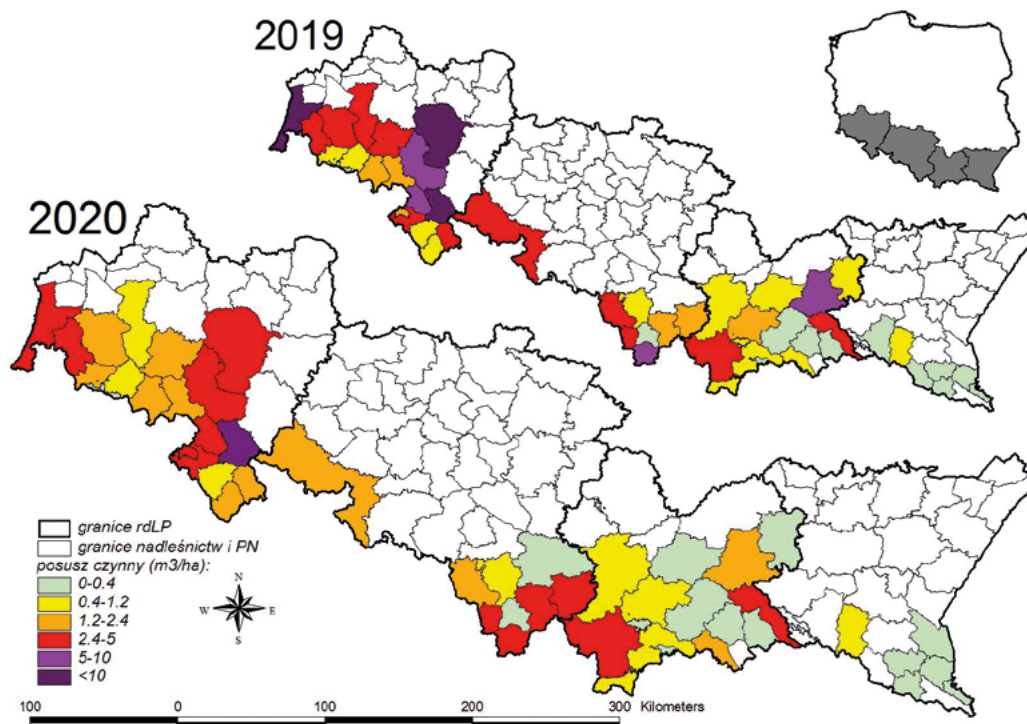 2019
2020
granice rdLP
granice nadleśnictw i PN
posusz czynny (m3/ha):
0-0.4
0.4-1.2
1.2-2.4
2.4-5
5-10
<10
N
W E
S
100 0 100 200 300 Kilometers